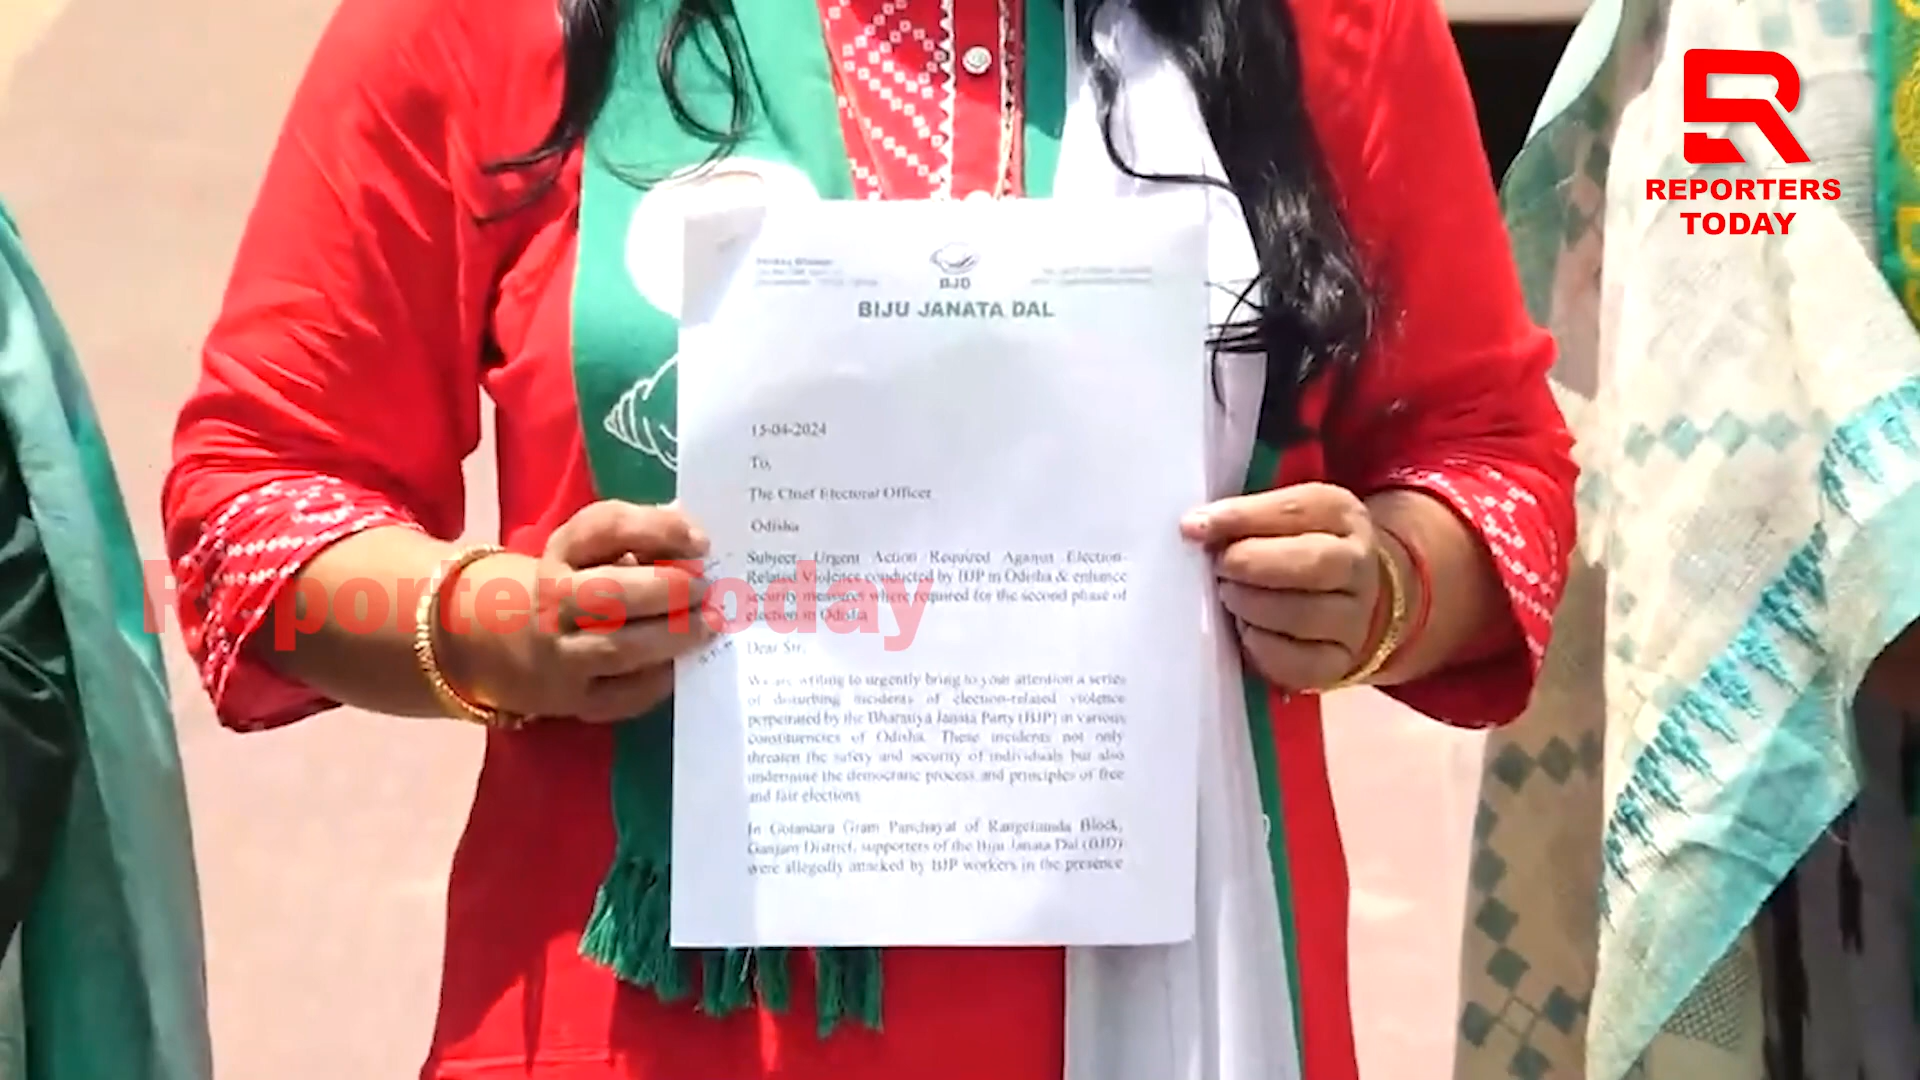 REPORTERS
TODAY
BJD
BIJU JANATA DAL
15-04-2024
To,
The Chief Electoral Officer
Odisha
Subject: Urgent Action Required Against Election-
Related Violence conducted by BJP in Odisha & enhance
security measures where required for the second phase of
election in Odisha
Reporters Today
Dear Sir,
We are writing to urgently bring to your attention a series
of disturbing incidents of election-related violence
perpetrated by the Bharatiya Janata Party (BJP) in various
constituencies of Odisha. These incidents not only
threaten the safety and security of individuals but also
undermine the democratic process and principles of free
and fair elections.
In Golantara Gram Panchayat of Rangeilunda Block,
Ganjam District, supporters of the Biju Janata Dal (BJD)
were allegedly attacked by BJP workers in the presence